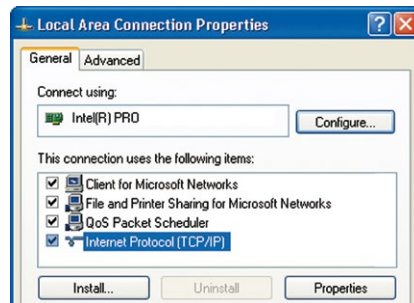 Local Area Connection Properties
General Advanced
Connect using:
Intel(R) PRO
Configure...
This connection uses the following items:
Client for Microsoft Networks
File and Printer Sharing for Microsoft Networks
QoS Packet Scheduler
Internet Protocol (TCP/IP)
Install... Uninstall Properties